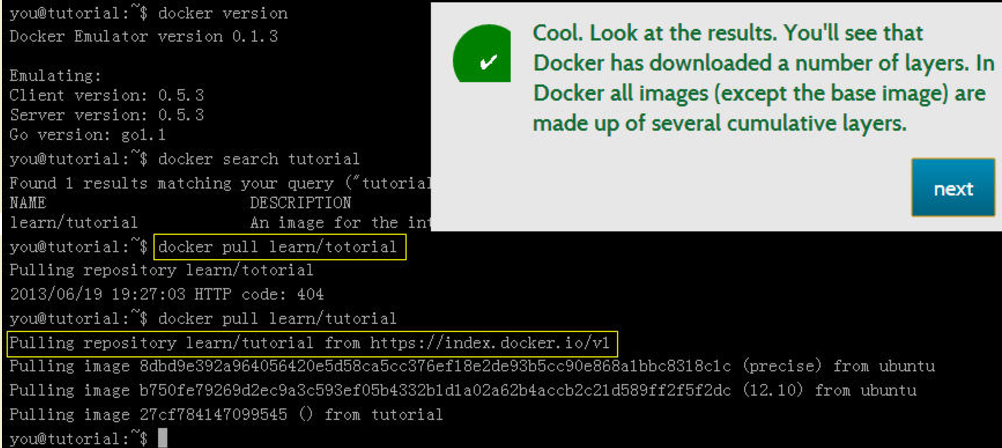 you@tutorial:~$ docker version
Docker Emulator version 0.1.3
Emulating:
Client version: 0.5.3
Server version: 0.5.3
Go version: go1.1
you@tutorial:~$ docker search tutorial
Found 1 results matching your query ("tutorial
NAME DESCRIPTION
learn/tutorial An image for the int
you@tutorial:~$ docker pull learn/totorial
Pulling repository learn/totorial
2013/06/19 19:27:03 HTTP code: 404
you@tutorial:~$ docker pull learn/tutorial
Pulling repository learn/tutorial from https://index.docker.io/v1
Pulling image 8dbd9e392a964056420e5d58ca5cc376ef18e2de93b5cc90e868a1bbc8318c1c (precise) from ubuntu
Pulling image b750fe79269d2ec9a3c593ef05b4332b1d1a02a62b4accb2c21d589ff2f5f2dc (12.10) from ubuntu
Pulling image 27cf784147099545 () from tutorial
you@tutorial:~$
Cool. Look at the results. You'll see that
Docker has downloaded a number of layers. In
Docker all images (except the base image) are
made up of several cumulative layers.
next